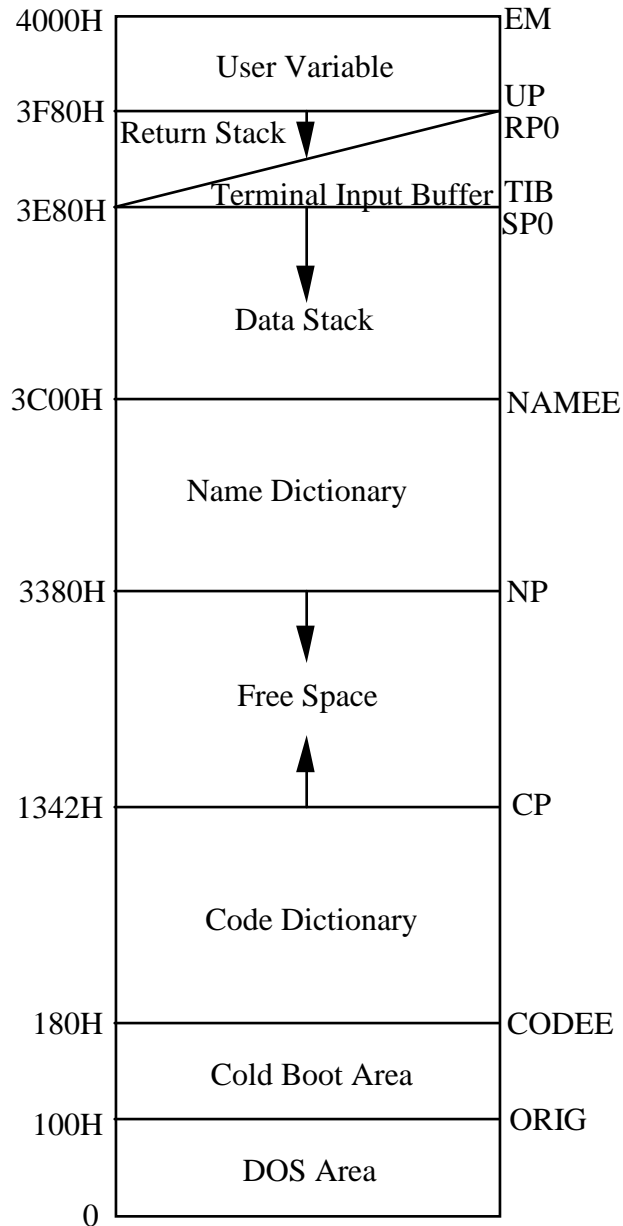 4000H EM
User Variable
UP
3F80H RP0
Return Stack
Terminal Input Buffer TIB
3E80H SP0
Data Stack
3C00H NAMEE
Name Dictionary
3380H NP
Free Space
1342H CP
Code Dictionary
180H CODEE
Cold Boot Area
100H ORIG
DOS Area
0